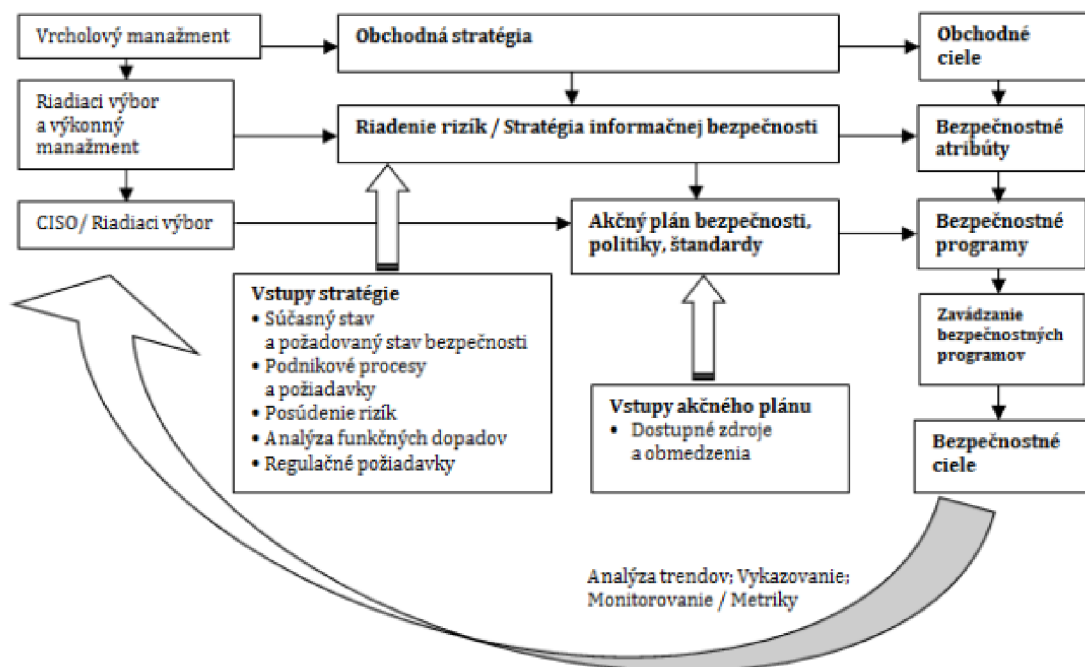 Vrcholový manažment
Obchodná stratégia
Obchodné
ciele
Riadiaci výbor
a výkonný
manažment
Riadenie rizík / Stratégia informačnej bezpečnosti
Bezpečnostné
atribúty
CISO/ Riadiaci výbor
Akčný plán bezpečnosti,
politiky, štandardy
Bezpečnostné
programy
Vstupy stratégie
• Súčasný stav
a požadovaný stav bezpečnosti
• Podnikové procesy
a požiadavky
• Posúdenie rizík
• Analýza funkčných dopadov
• Regulačné požiadavky
Vstupy akčného plánu
• Dostupné zdroje
a obmedzenia
Zavádzanie
bezpečnostných
programov
Bezpečnostné
ciele
Analýza trendov; Vykazovanie;
Monitorovanie / Metriky